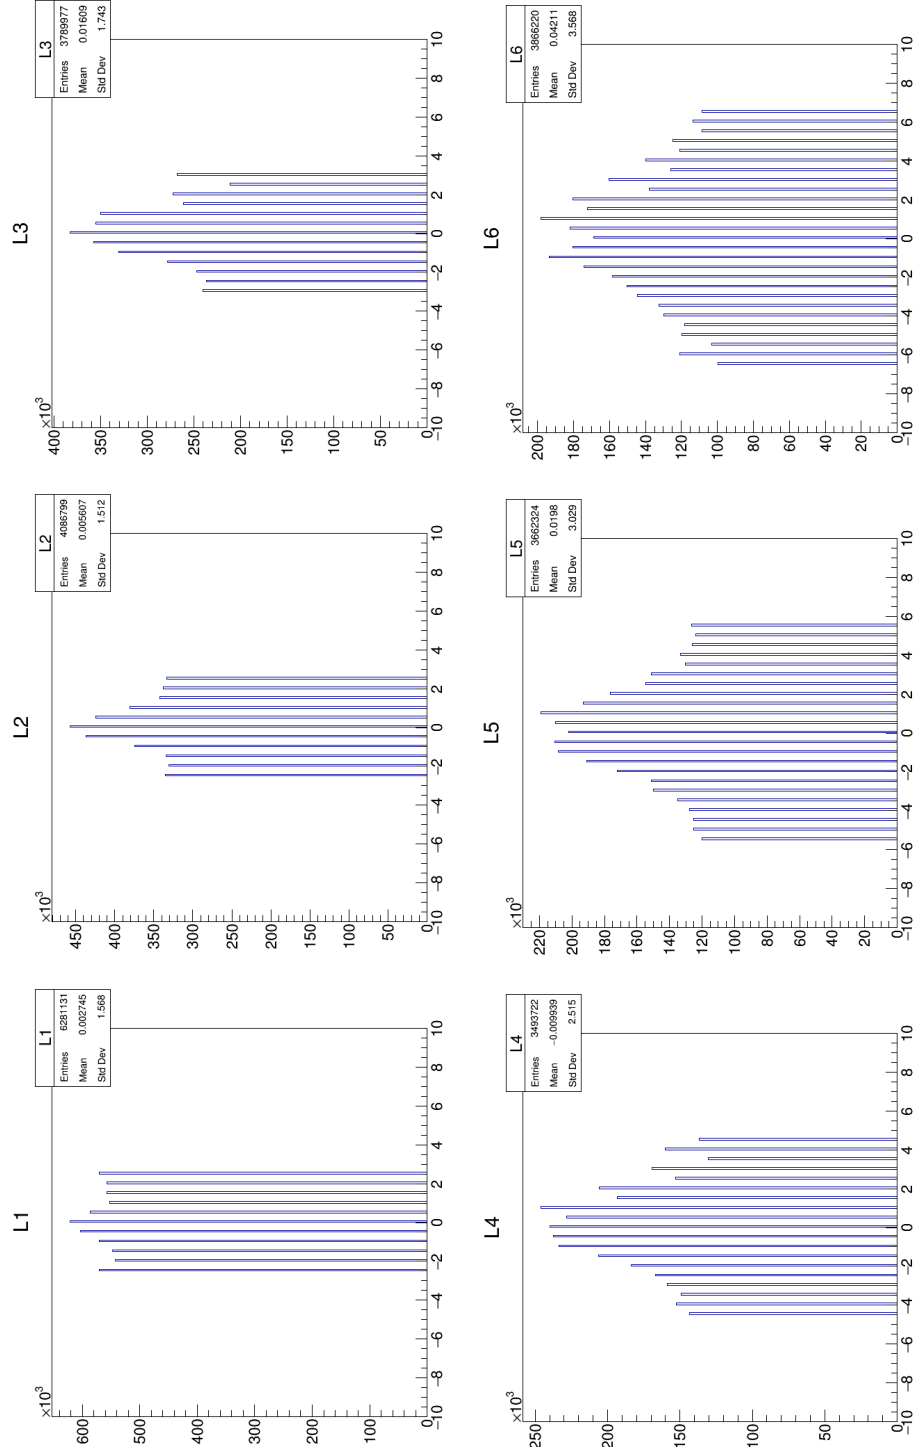 L1
L1
Entries 6281131
Mean 0.002745
Std Dev 1.568
×10³
600
500
400
300
200
100
0
−10 −8 −6 −4 −2 0 2 4 6 8 10
L2
L2
Entries 4086799
Mean 0.005607
Std Dev 1.512
×10³
450
400
350
300
250
200
150
100
50
0
−10 −8 −6 −4 −2 0 2 4 6 8 10
L3
L3
Entries 3789977
Mean 0.01609
Std Dev 1.743
×10³
400
350
300
250
200
150
100
50
0
−10 −8 −6 −4 −2 0 2 4 6 8 10
L4
L4
Entries 3493722
Mean −0.009939
Std Dev 2.515
×10³
250
200
150
100
50
0
−10 −8 −6 −4 −2 0 2 4 6 8 10
L5
L5
Entries 3662324
Mean 0.0198
Std Dev 3.029
×10³
220
200
180
160
140
120
100
80
60
40
20
0
−10 −8 −6 −4 −2 0 2 4 6 8 10
L6
L6
Entries 3866220
Mean 0.04211
Std Dev 3.568
×10³
200
180
160
140
120
100
80
60
40
20
0
−10 −8 −6 −4 −2 0 2 4 6 8 10